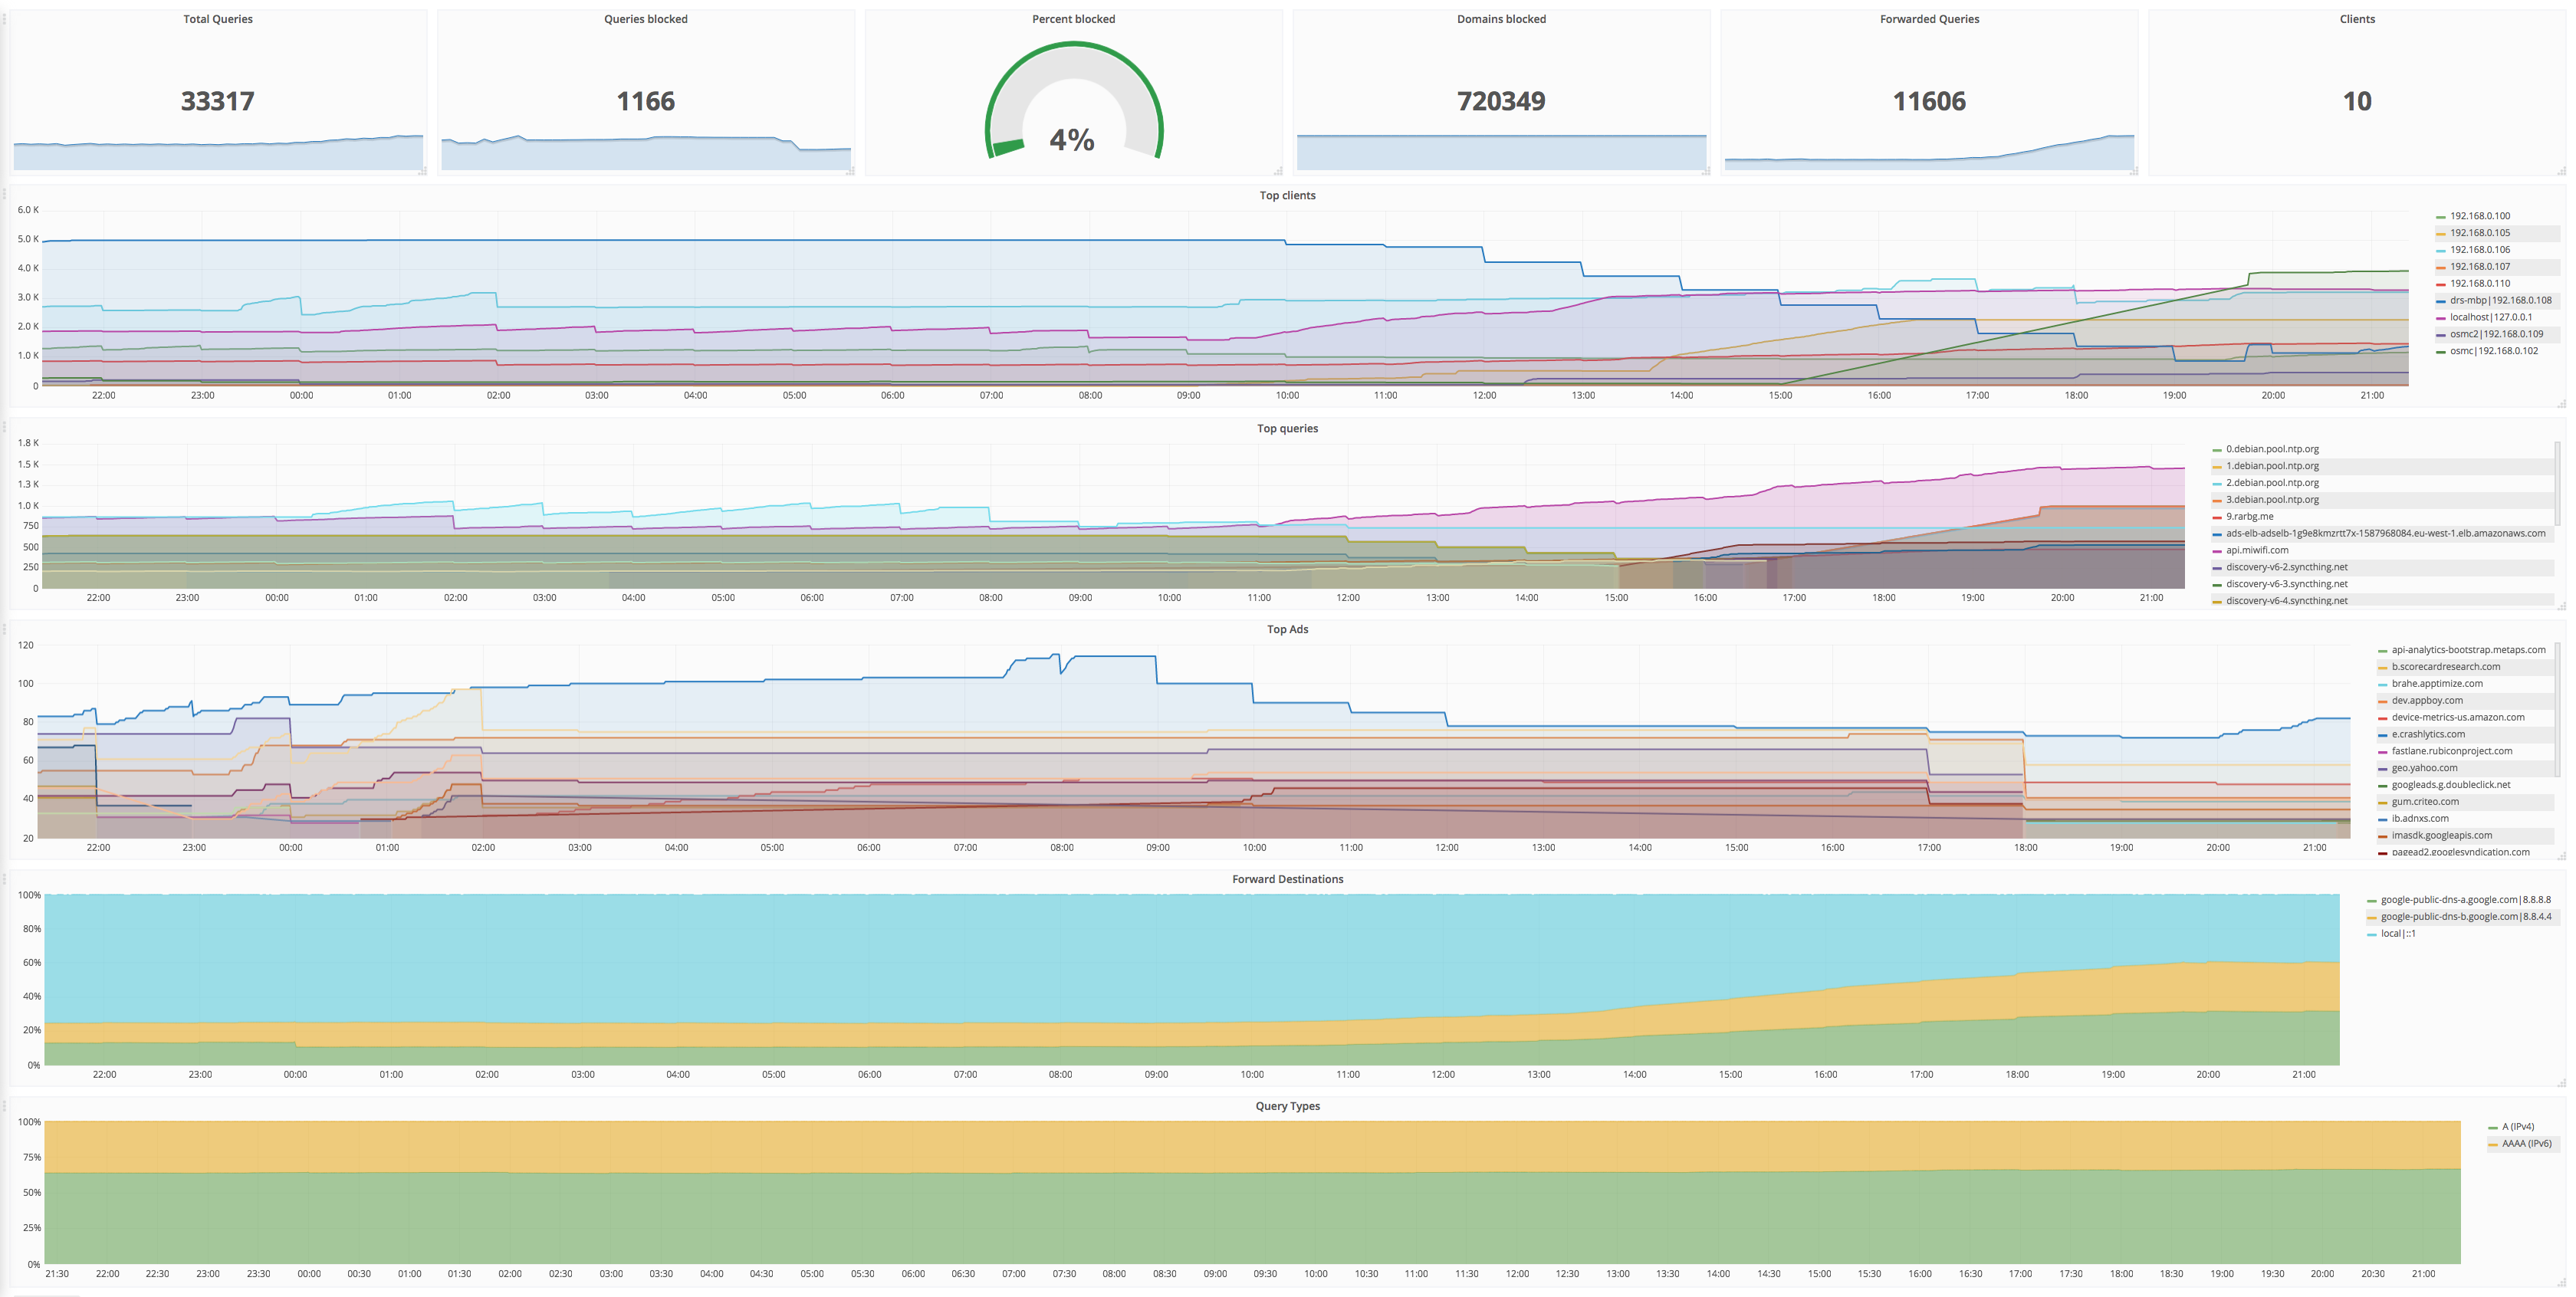 Total Queries
33317
Queries blocked
1166
Percent blocked
4%
Domains blocked
720349
Forwarded Queries
11606
Clients
10
Top clients
6.0 K
5.0 K
4.0 K
3.0 K
2.0 K
1.0 K
0
22:00 23:00 00:00 01:00 02:00 03:00 04:00 05:00 06:00 07:00 08:00 09:00 10:00 11:00 12:00 13:00 14:00 15:00 16:00 17:00 18:00 19:00 20:00 21:00
192.168.0.100
192.168.0.105
192.168.0.106
192.168.0.107
192.168.0.110
drs-mbp|192.168.0.108
localhost|127.0.0.1
osmc2|192.168.0.109
osmc|192.168.0.102
Top queries
1.8 K
1.5 K
1.3 K
1.0 K
750
500
250
0
22:00 23:00 00:00 01:00 02:00 03:00 04:00 05:00 06:00 07:00 08:00 09:00 10:00 11:00 12:00 13:00 14:00 15:00 16:00 17:00 18:00 19:00 20:00 21:00
0.debian.pool.ntp.org
1.debian.pool.ntp.org
2.debian.pool.ntp.org
3.debian.pool.ntp.org
9.rarbg.me
ads-elb-adselb-1g9e8kmzrtt7x-1587968084.eu-west-1.elb.amazonaws.com
api.miwifi.com
discovery-v6-2.syncthing.net
discovery-v6-3.syncthing.net
discovery-v6-4.syncthing.net
Top Ads
120
100
80
60
40
20
22:00 23:00 00:00 01:00 02:00 03:00 04:00 05:00 06:00 07:00 08:00 09:00 10:00 11:00 12:00 13:00 14:00 15:00 16:00 17:00 18:00 19:00 20:00 21:00
api-analytics-bootstrap.metaps.com
b.scorecardresearch.com
brahe.apptimize.com
dev.appboy.com
device-metrics-us.amazon.com
e.crashlytics.com
fastlane.rubiconproject.com
geo.yahoo.com
googleads.g.doubleclick.net
gum.criteo.com
ib.adnxs.com
imasdk.googleapis.com
pagead2.googlesyndication.com
Forward Destinations
100%
80%
60%
40%
20%
0%
22:00 23:00 00:00 01:00 02:00 03:00 04:00 05:00 06:00 07:00 08:00 09:00 10:00 11:00 12:00 13:00 14:00 15:00 16:00 17:00 18:00 19:00 20:00 21:00
google-public-dns-a.google.com|8.8.8.8
google-public-dns-b.google.com|8.8.4.4
local|::1
Query Types
100%
75%
50%
25%
0%
21:30 22:00 22:30 23:00 23:30 00:00 00:30 01:00 01:30 02:00 02:30 03:00 03:30 04:00 04:30 05:00 05:30 06:00 06:30 07:00 07:30 08:00 08:30 09:00 09:30 10:00 10:30 11:00 11:30 12:00 12:30 13:00 13:30 14:00 14:30 15:00 15:30 16:00 16:30 17:00 17:30 18:00 18:30 19:00 19:30 20:00 20:30 21:00
A (IPv4)
AAAA (IPv6)